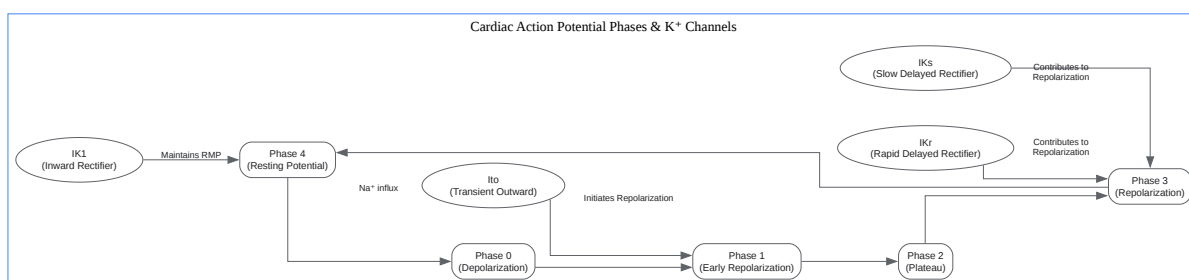 Cardiac Action Potential Phases & K⁺ Channels
IKs
(Slow Delayed Rectifier)
Contributes to
Repolarization
IK1
(Inward Rectifier)
Maintains RMP
Phase 4
(Resting Potential)
IKr
(Rapid Delayed Rectifier)
Contributes to
Repolarization
Na⁺ influx
Ito
(Transient Outward)
Initiates Repolarization
Phase 3
(Repolarization)
Phase 0
(Depolarization)
Phase 1
(Early Repolarization)
Phase 2
(Plateau)